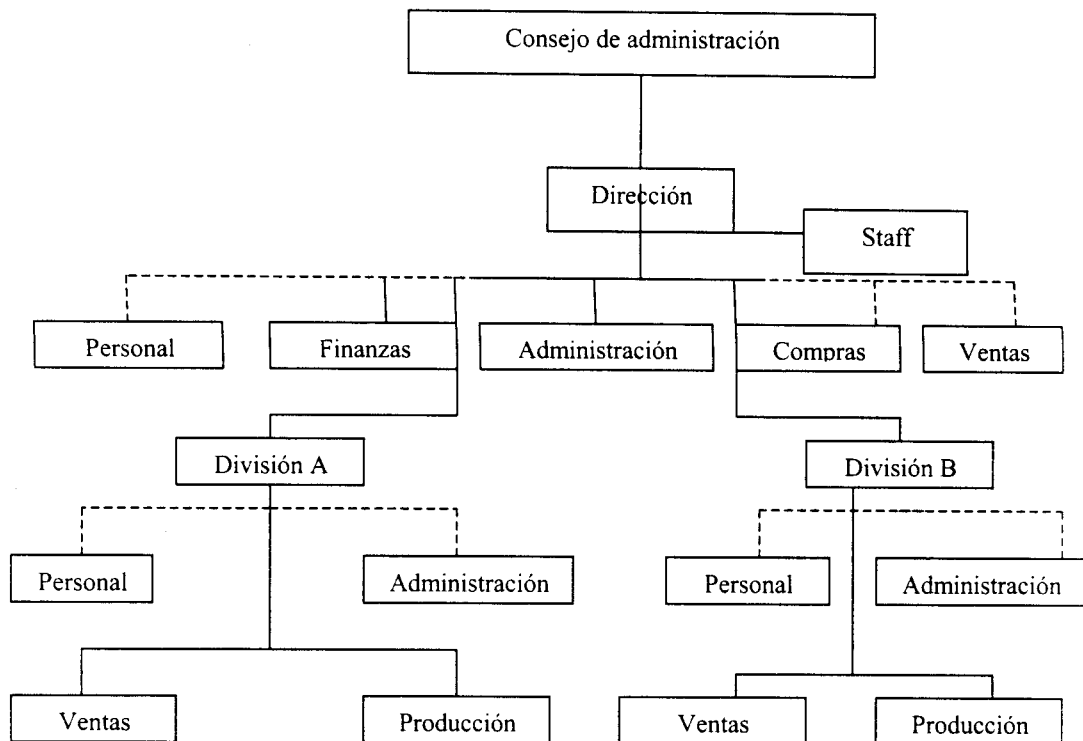 Consejo de administración
Dirección
Staff
Personal
Finanzas
Administración
Compras
Ventas
División A
División B
Personal
Administración
Personal
Administración
Ventas
Producción
Ventas
Producción